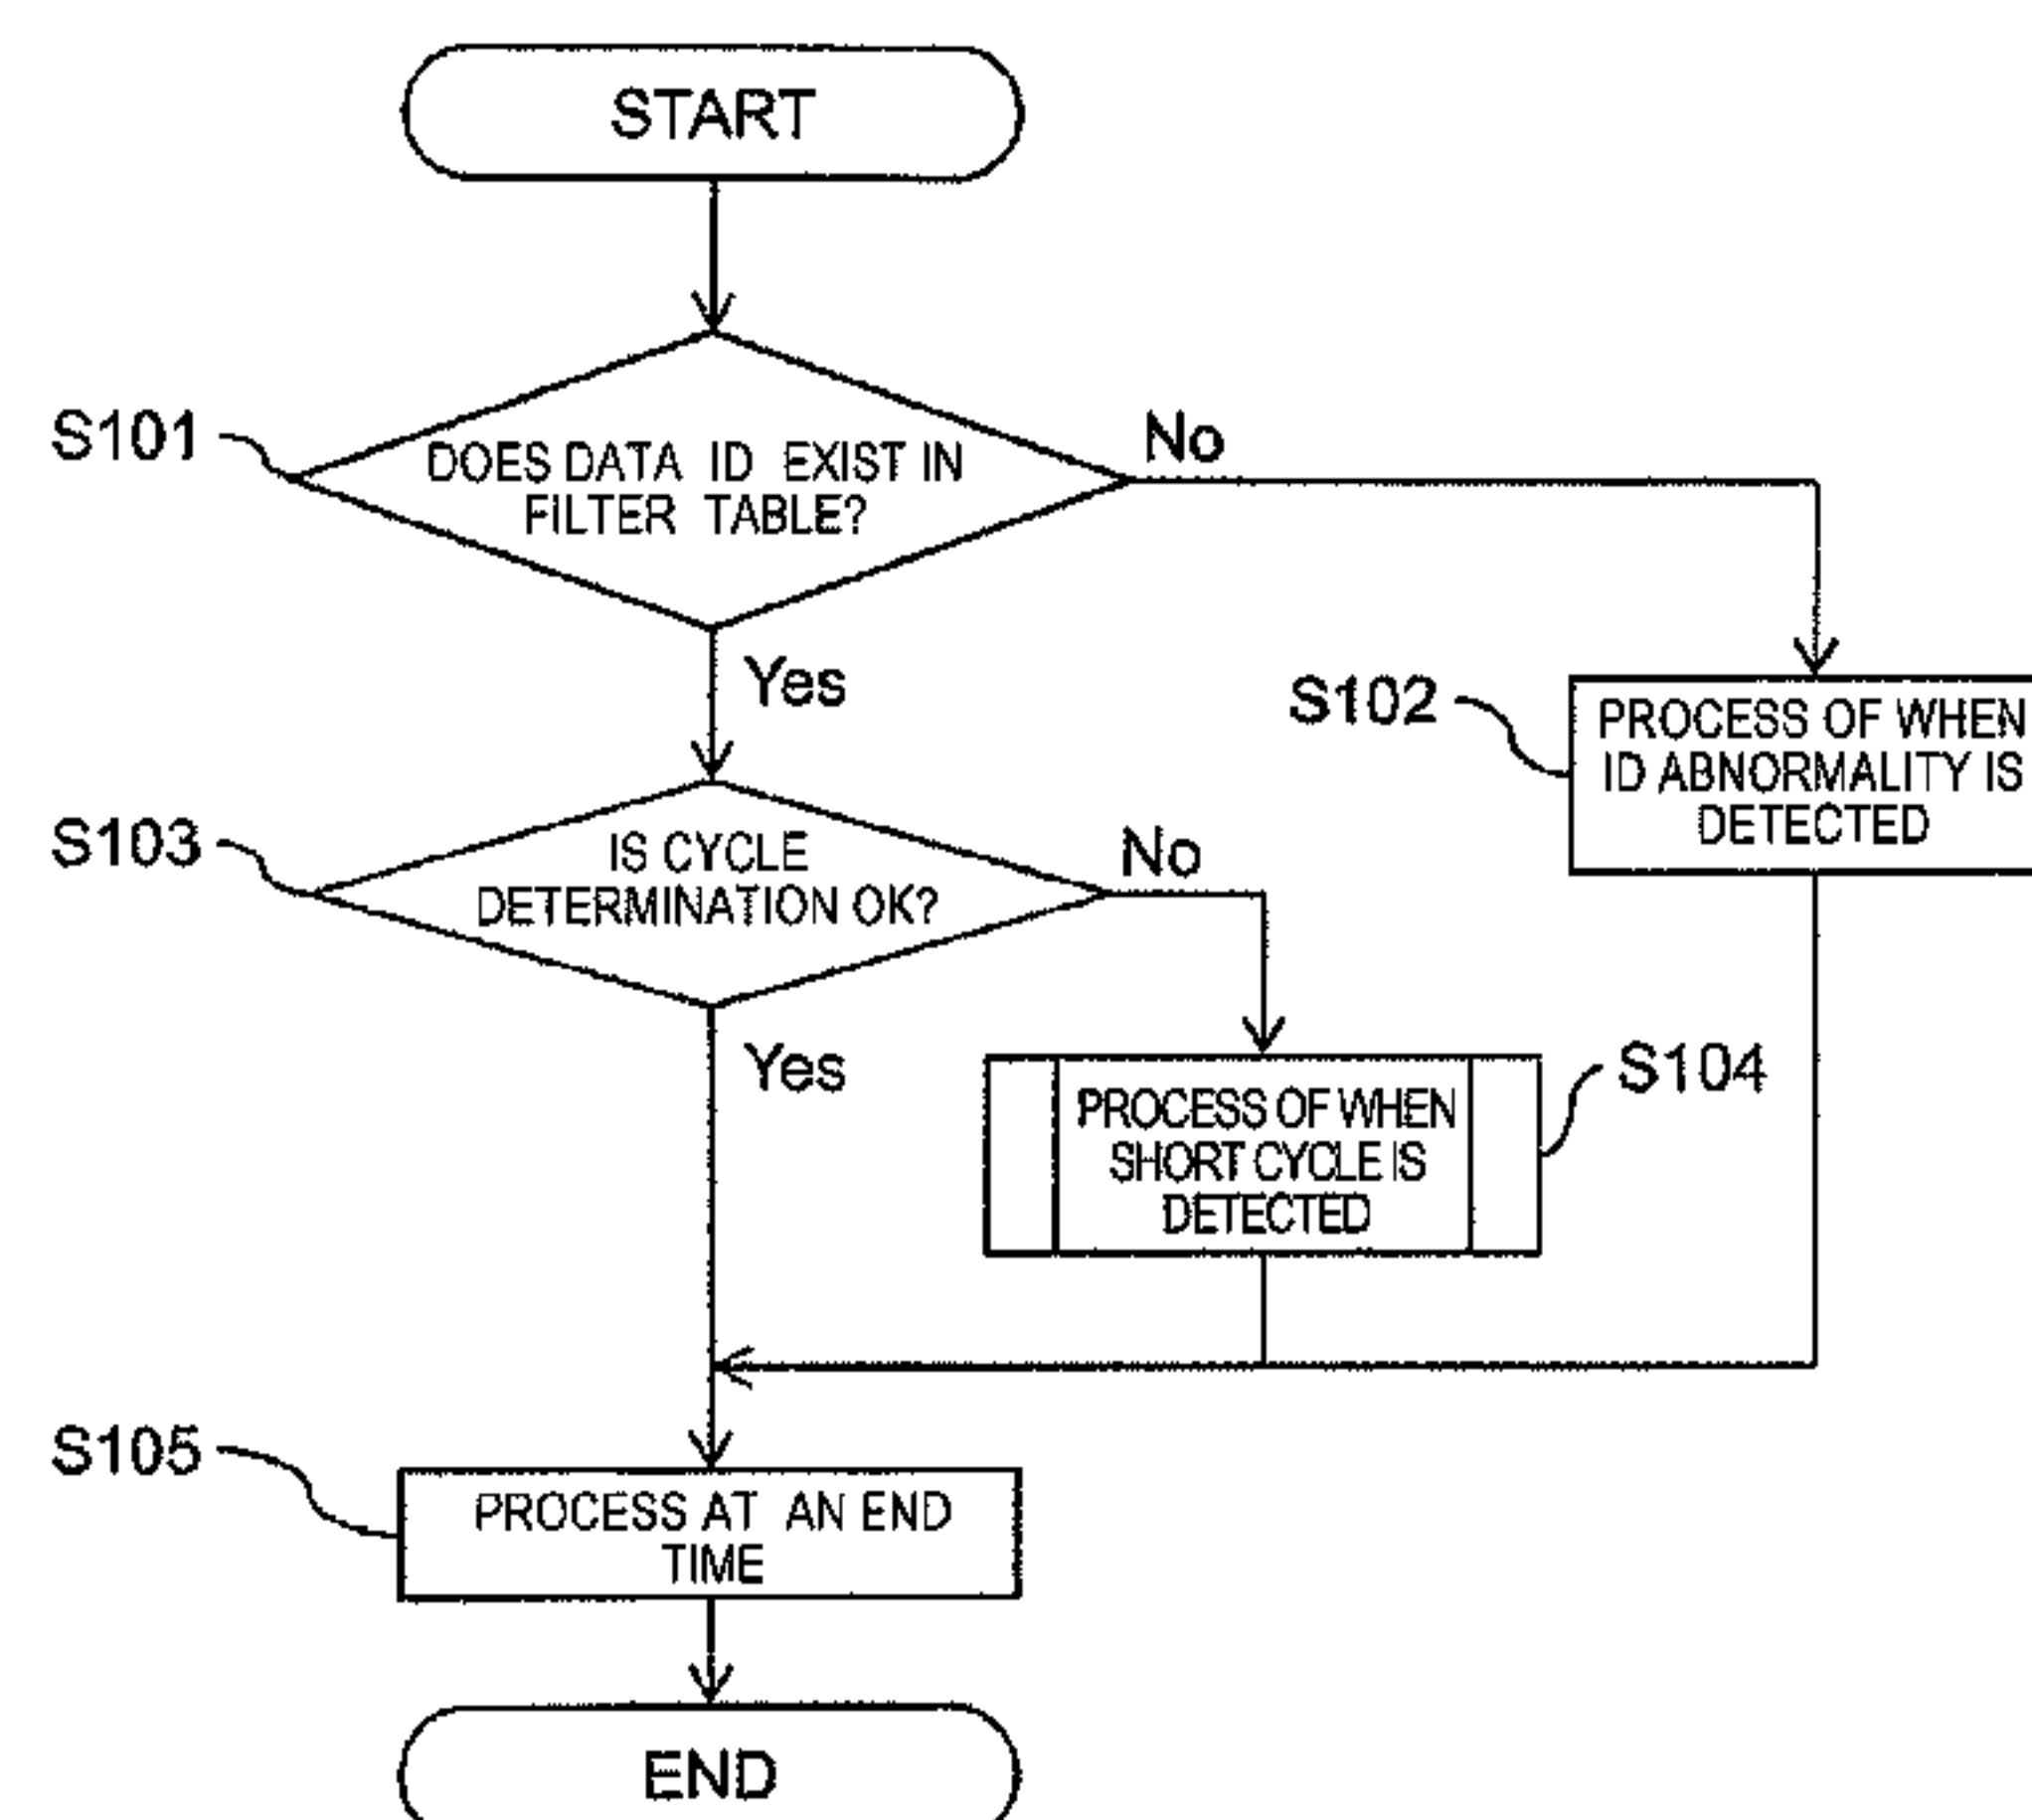 START
S101
DOES DATA ID EXIST IN
FILTER TABLE?
No
Yes
S102
PROCESS OF WHEN
ID ABNORMALITY IS
DETECTED
S103
IS CYCLE
DETERMINATION OK?
No
Yes
S104
PROCESS OF WHEN
SHORT CYCLE IS
DETECTED
S105
PROCESS AT AN END
TIME
END